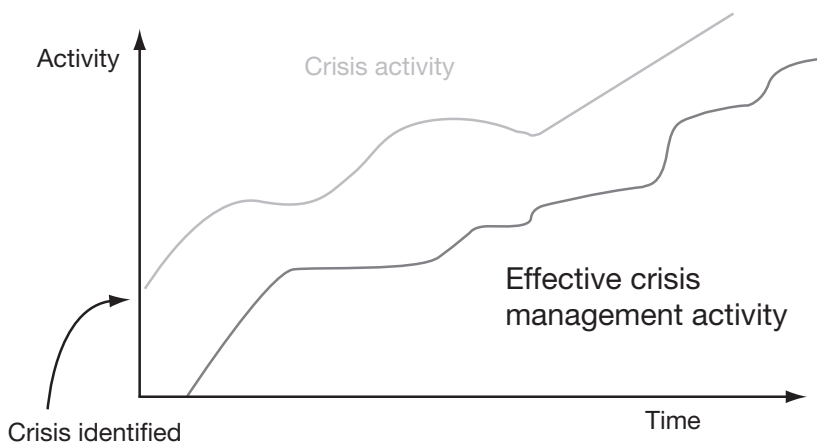 Activity
Crisis activity
Effective crisis
management activity
Time
Crisis identified